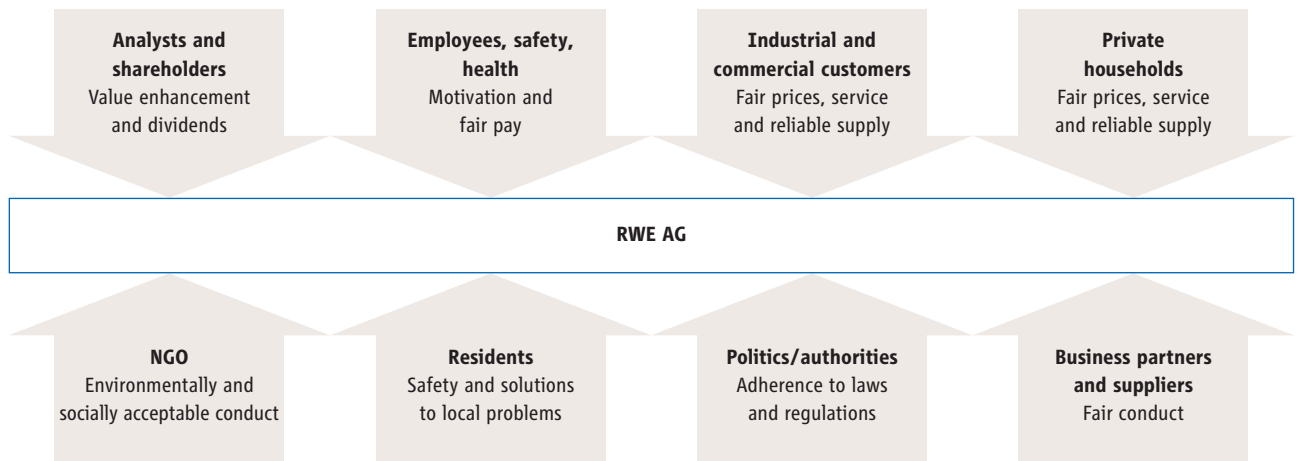 Analysts and
shareholders
Value enhancement
and dividends
Employees, safety,
health
Motivation and
fair pay
Industrial and
commercial customers
Fair prices, service
and reliable supply
Private
households
Fair prices, service
and reliable supply
RWE AG
NGO
Environmentally and
socially acceptable conduct
Residents
Safety and solutions
to local problems
Politics/authorities
Adherence to laws
and regulations
Business partners
and suppliers
Fair conduct